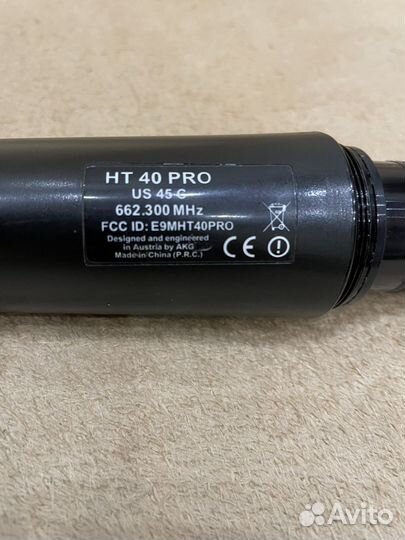 HT 40 PRO
US 45 C
662.300 MHz
FCC ID: E9MHT40PRO
Designed and engineered
in Austria by AKG
Made in China (P.R.C.)
CE
Avito